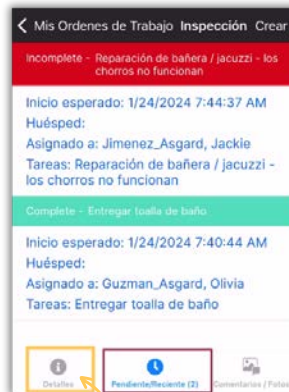 Mis Ordenes de Trabajo Inspección Crear
Incomplete - Reparación de bañera / jacuzzi - los
chorros no funcionan
Inicio esperado: 1/24/2024 7:44:37 AM
Huésped:
Asignado a: Jimenez_Asgard, Jackie
Tareas: Reparación de bañera / jacuzzi -
los chorros no funcionan
Complete - Entregar toalla de baño
Inicio esperado: 1/24/2024 7:40:44 AM
Huésped:
Asignado a: Guzman_Asgard, Olivia
Tareas: Entregar toalla de baño
Detalles Pendiente/Reciente (2) Comentarios / Fotos